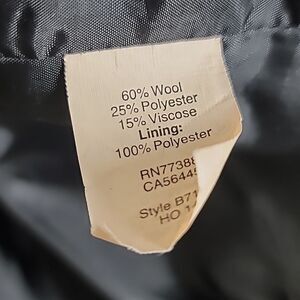 60% Wool
25% Polyester
15% Viscose
Lining:
100% Polyester
RN7738
CA5644
Style B71
HO 1